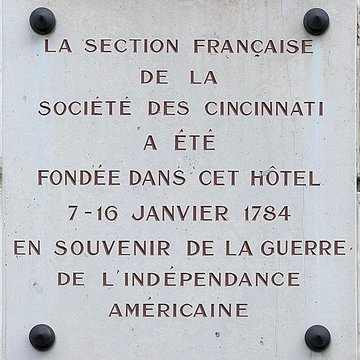 LA SECTION FRANÇAISE
DE LA
SOCIÉTÉ DES CINCINNATI
A ÉTÉ
FONDÉE DANS CET HÔTEL
7-16 JANVIER 1784
EN SOUVENIR DE LA GUERRE
DE L'INDÉPENDANCE
AMÉRICAINE